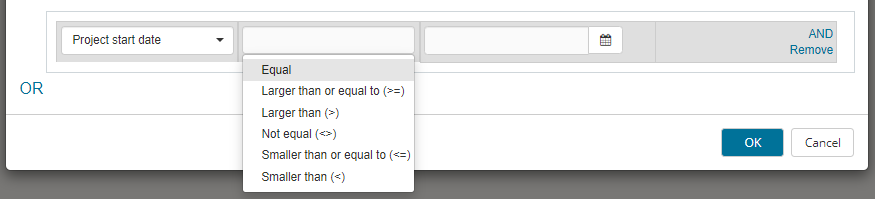 Project start date
AND
Remove
Equal
Larger than or equal to (>=)
Larger than (>)
Not equal (<>)
Smaller than or equal to (<=)
Smaller than (<)
OR
OK
Cancel